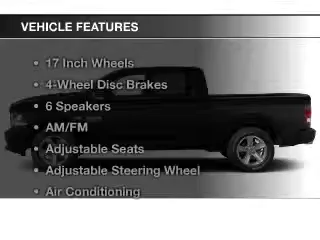 VEHICLE FEATURES
• 17 Inch Wheels
• 4-Wheel Disc Brakes
• 6 Speakers
• AM/FM
• Adjustable Seats
• Adjustable Steering Wheel
• Air Conditioning